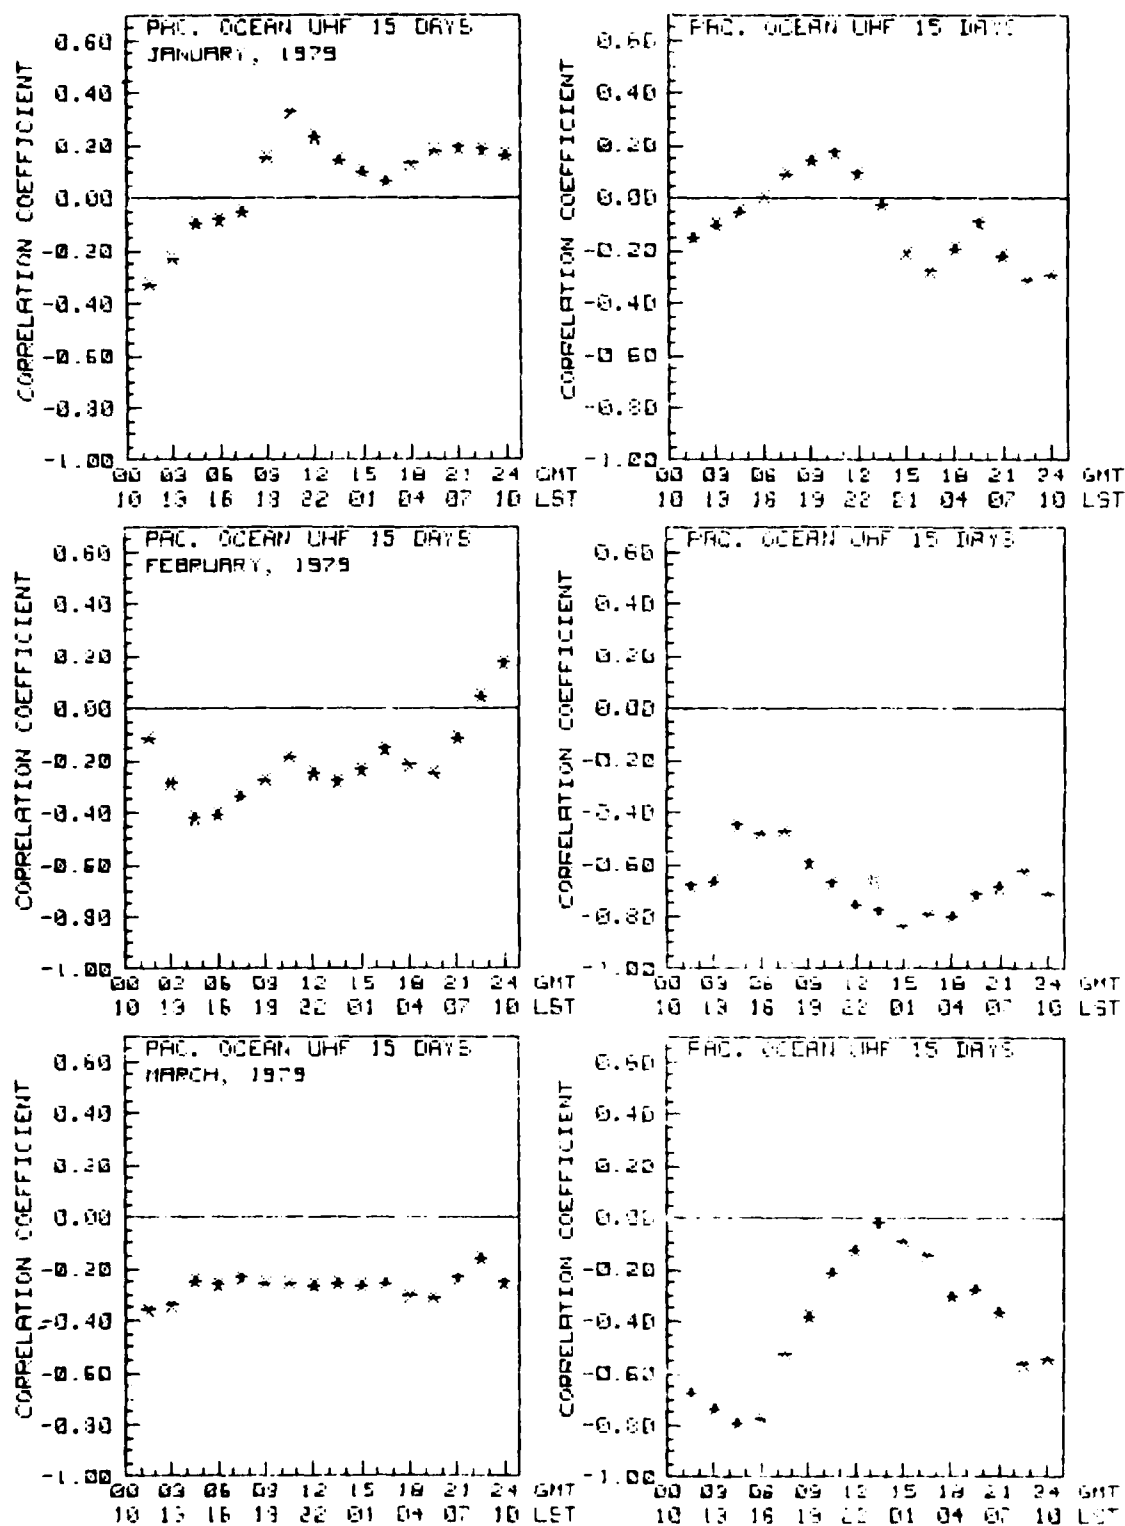 PAC. OCEAN UHF 15 DAYS
JANUARY, 1979
CORRELATION COEFFICIENT
0.60
0.40
0.20
0.00
-0.20
-0.40
-0.60
-0.80
-1.00
00 03 06 09 12 15 18 21 24 GMT
10 13 16 19 22 01 04 07 10 LST
PAC. OCEAN UHF 15 DAYS
CORRELATION COEFFICIENT
0.60
0.40
0.20
0.00
-0.20
-0.40
-0.60
-0.80
-1.00
00 03 06 09 12 15 18 21 24 GMT
10 13 16 19 22 01 04 07 10 LST
PAC. OCEAN UHF 15 DAYS
FEBRUARY, 1979
CORRELATION COEFFICIENT
0.60
0.40
0.20
0.00
-0.20
-0.40
-0.60
-0.80
-1.00
00 03 06 09 12 15 18 21 24 GMT
10 13 16 19 22 01 04 07 10 LST
PAC. OCEAN UHF 15 DAYS
CORRELATION COEFFICIENT
0.60
0.40
0.20
0.00
-0.20
-0.40
-0.60
-0.80
-1.00
00 03 06 09 12 15 18 21 24 GMT
10 13 16 19 22 01 04 07 10 LST
PAC. OCEAN UHF 15 DAYS
MARCH, 1979
CORRELATION COEFFICIENT
0.60
0.40
0.20
0.00
-0.20
-0.40
-0.60
-0.80
-1.00
00 03 06 09 12 15 18 21 24 GMT
10 13 16 19 22 01 04 07 10 LST
PAC. OCEAN UHF 15 DAYS
CORRELATION COEFFICIENT
0.60
0.40
0.20
0.00
-0.20
-0.40
-0.60
-0.80
-1.00
00 03 06 09 12 15 18 21 24 GMT
10 13 16 19 22 01 04 07 10 LST